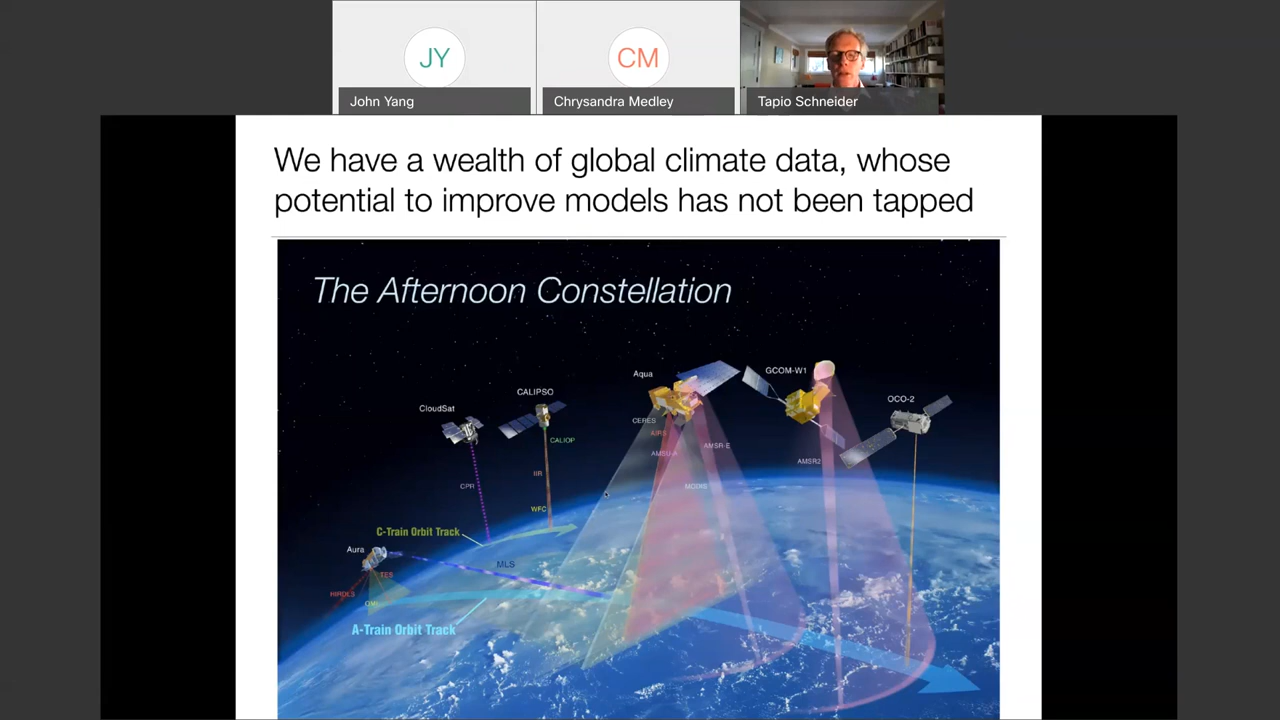 JY
CM
John Yang
Chrysandra Medley
Tapio Schneider
We have a wealth of global climate data, whose
potential to improve models has not been tapped
The Afternoon Constellation
Aqua
GCOM-W1
CALIPSO
OCO-2
CloudSat
CERES
AIRS
CALIOP
AMSR-E
AMSU-A
AMSR2
IIR
CPR
MODIS
WFC
C-Train Orbit Track
Aura
MLS
TES
HIRDLS
OMI
A-Train Orbit Track